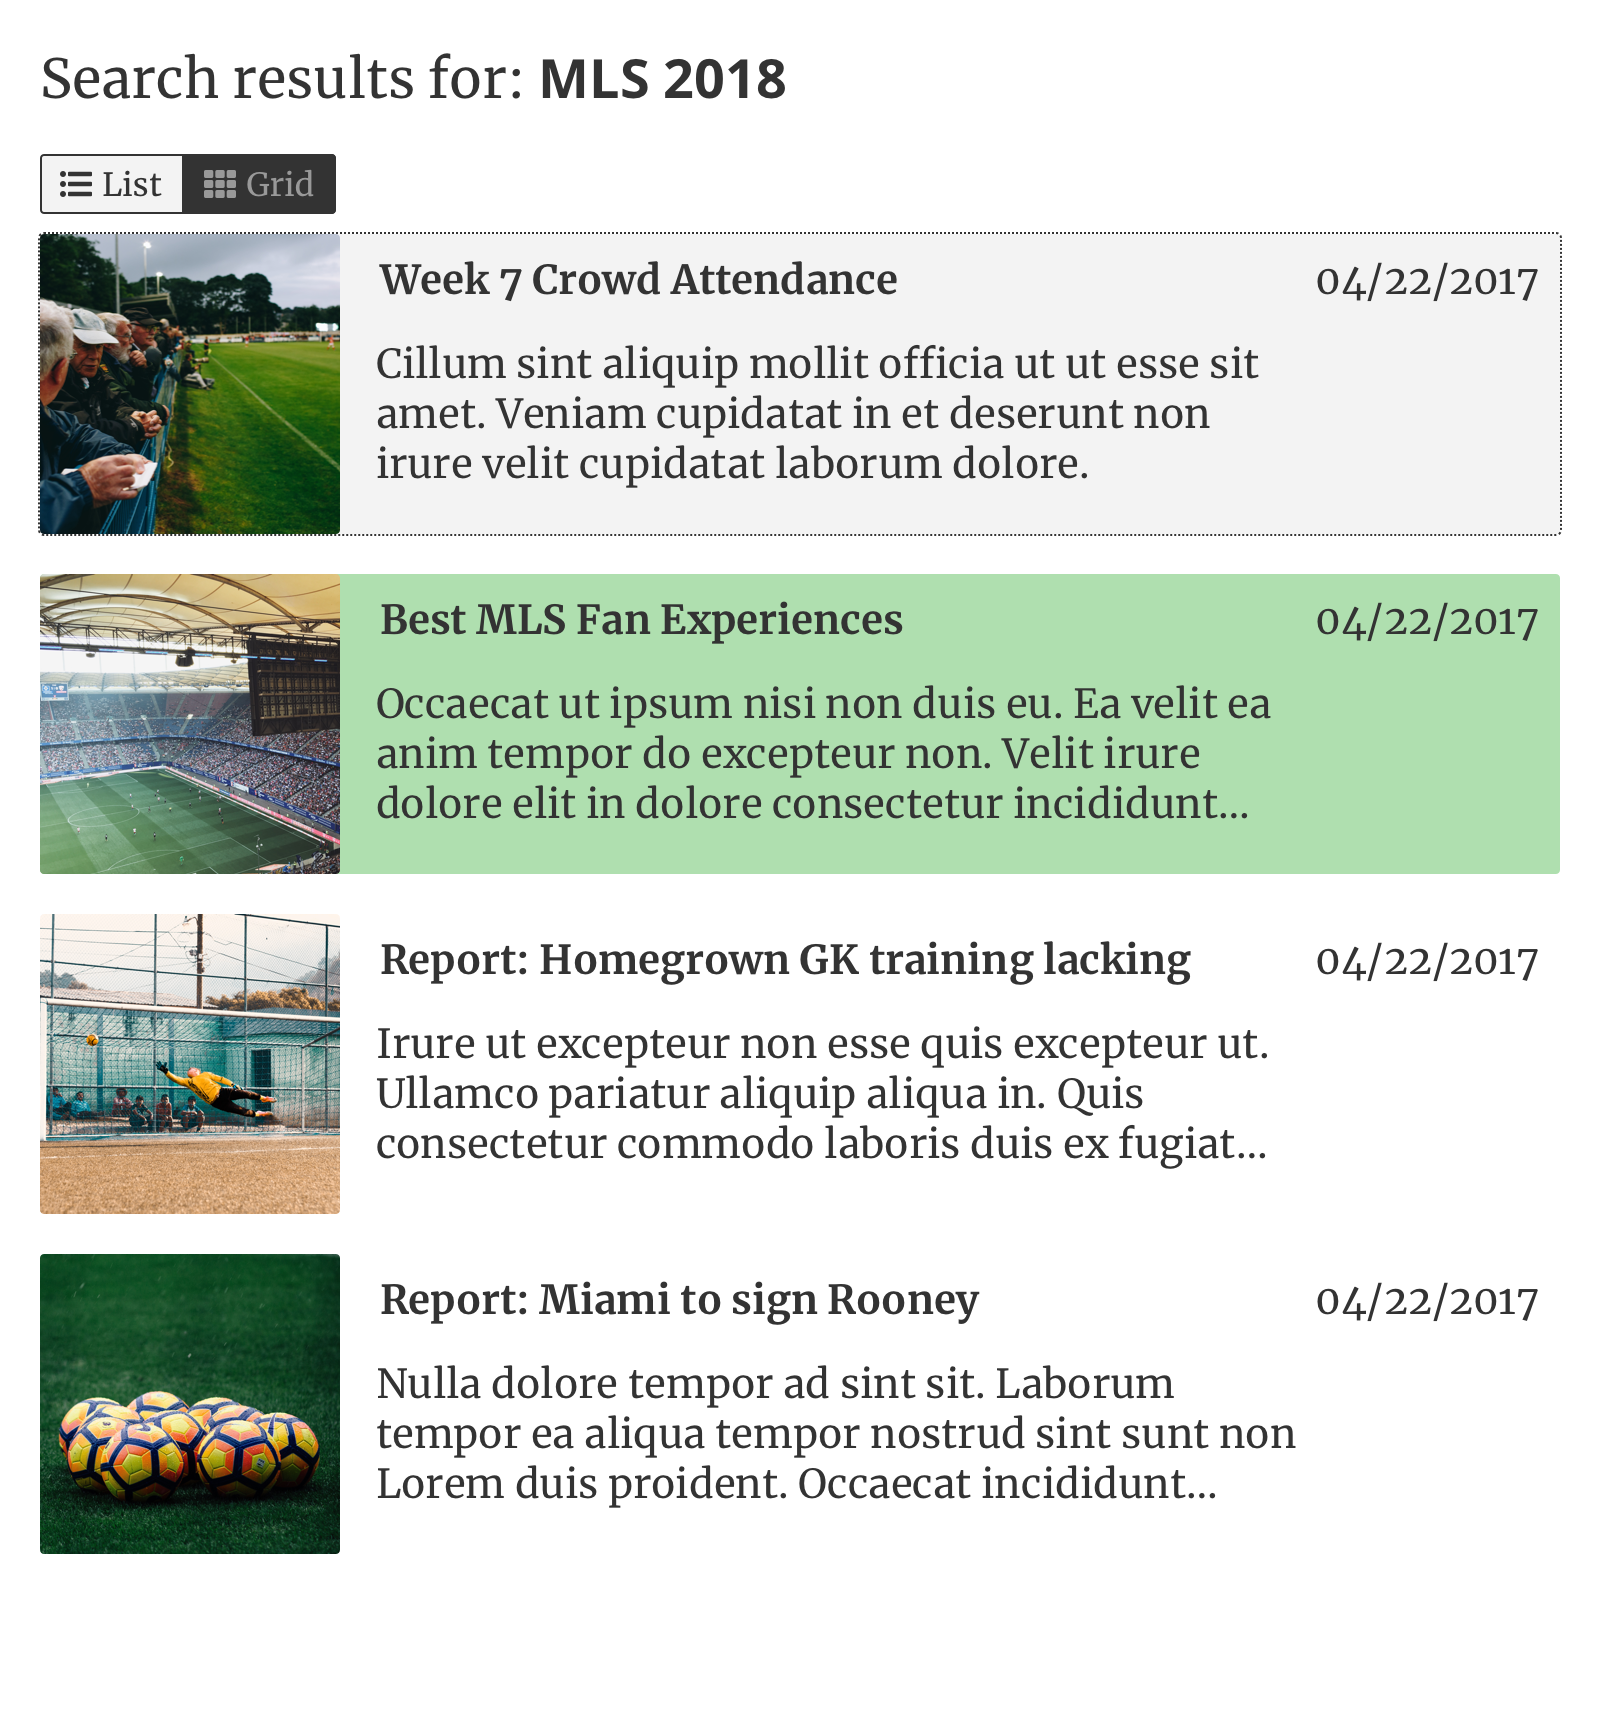 Search results for: MLS 2018
List
Grid
Week 7 Crowd Attendance
04/22/2017
Cillum sint aliquip mollit officia ut ut esse sit
amet. Veniam cupidatat in et deserunt non
irure velit cupidatat laborum dolore.
Best MLS Fan Experiences
04/22/2017
Occaecat ut ipsum nisi non duis eu. Ea velit ea
anim tempor do excepteur non. Velit irure
dolore elit in dolore consectetur incididunt...
Report: Homegrown GK training lacking
04/22/2017
Irure ut excepteur non esse quis excepteur ut.
Ullamco pariatur aliquip aliqua in. Quis
consectetur commodo laboris duis ex fugiat...
Report: Miami to sign Rooney
04/22/2017
Nulla dolore tempor ad sint sit. Laborum
tempor ea aliqua tempor nostrud sint sunt non
Lorem duis proident. Occaecat incididunt...